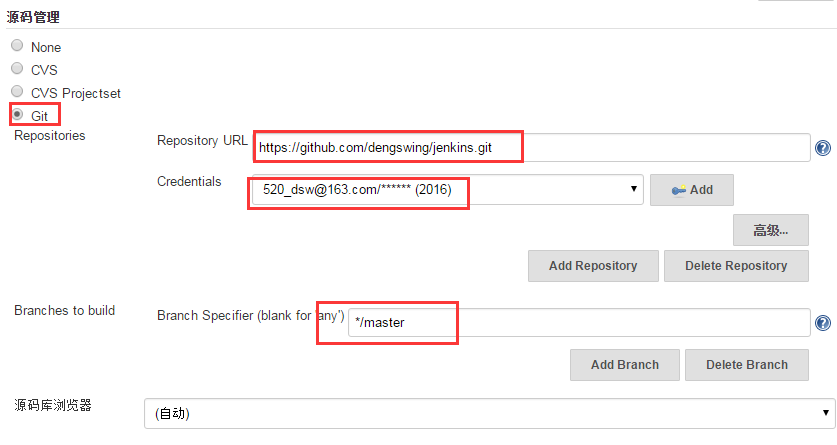 源码管理
None
CVS
CVS Projectset
Git
Repositories
Repository URL
https://github.com/dengswing/jenkins.git
Credentials
520_dsw@163.com/****** (2016)
Add
高级...
Add Repository
Delete Repository
Branches to build
Branch Specifier (blank for 'any')
*/master
Add Branch
Delete Branch
源码库浏览器
(自动)